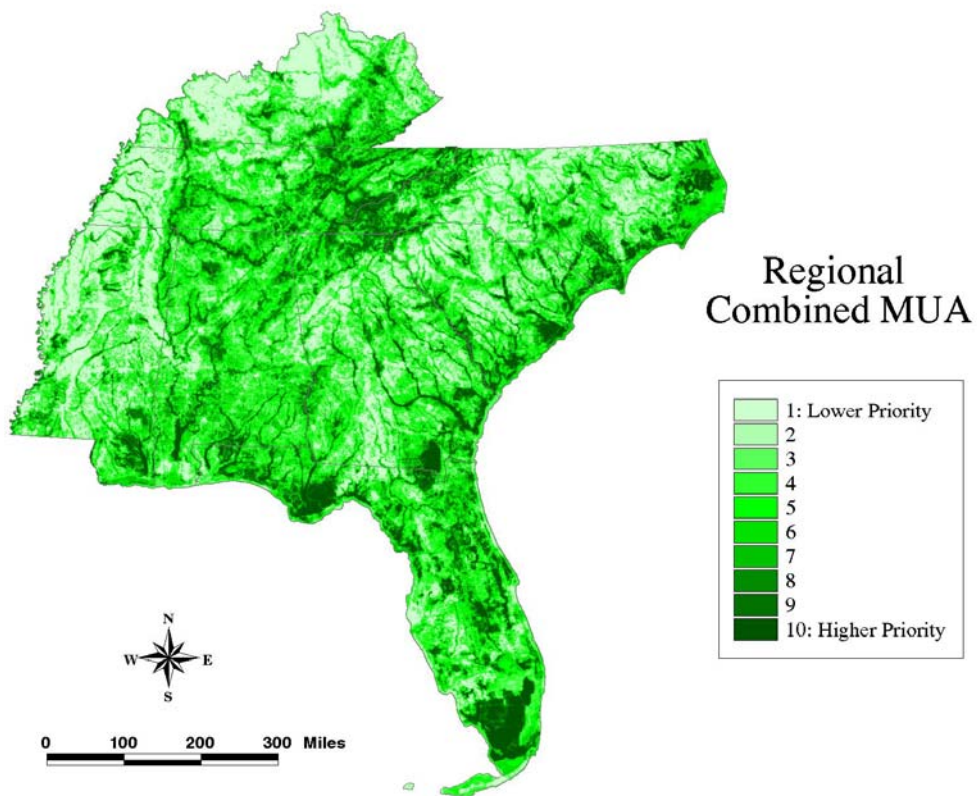 Regional
Combined MUA
1: Lower Priority
2
3
4
5
6
7
8
9
10: Higher Priority
N
W E
S
0 100 200 300 Miles